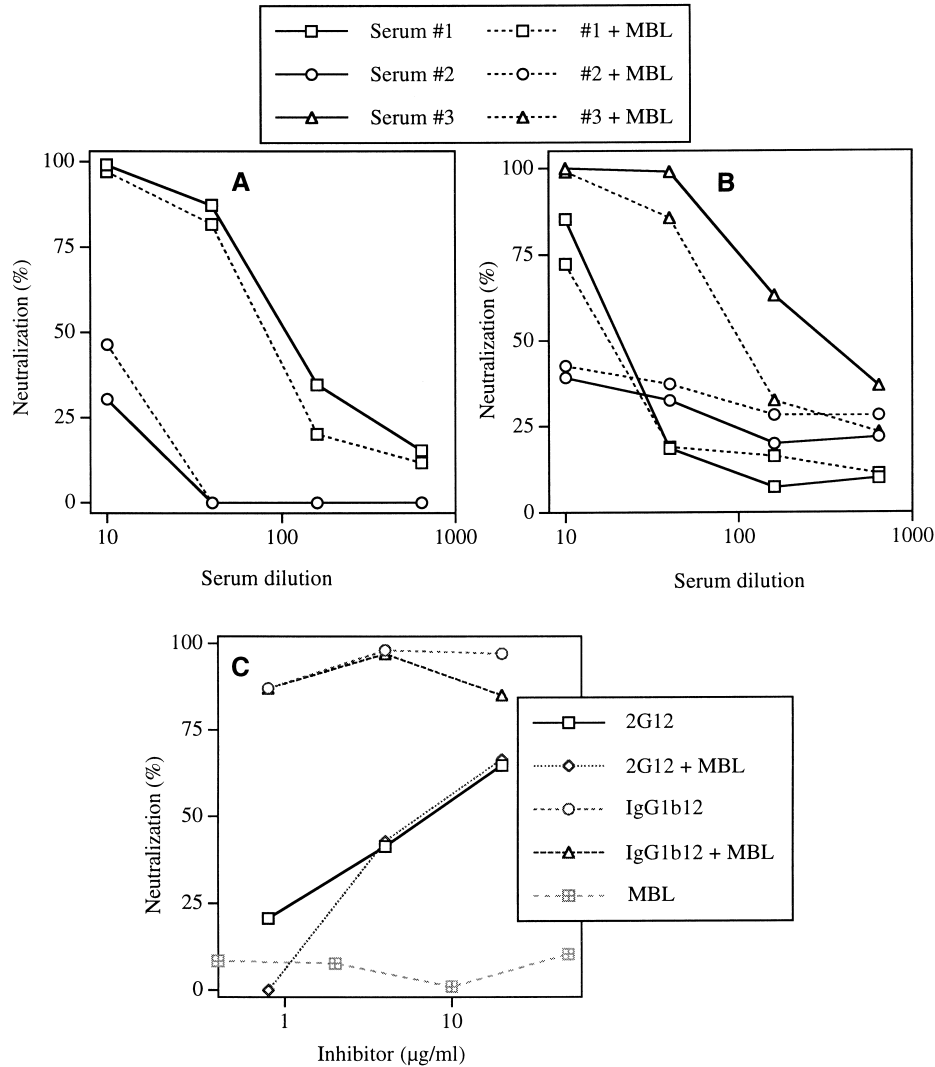 Serum #1 #1 + MBL
Serum #2 #2 + MBL
Serum #3 #3 + MBL
A
100
75
50
25
0
Neutralization (%)
10 100 1000
Serum dilution
B
100
75
50
25
0
Neutralization (%)
10 100 1000
Serum dilution
C
100
75
50
25
0
Neutralization (%)
1 10
Inhibitor (µg/ml)
2G12
2G12 + MBL
IgG1b12
IgG1b12 + MBL
MBL